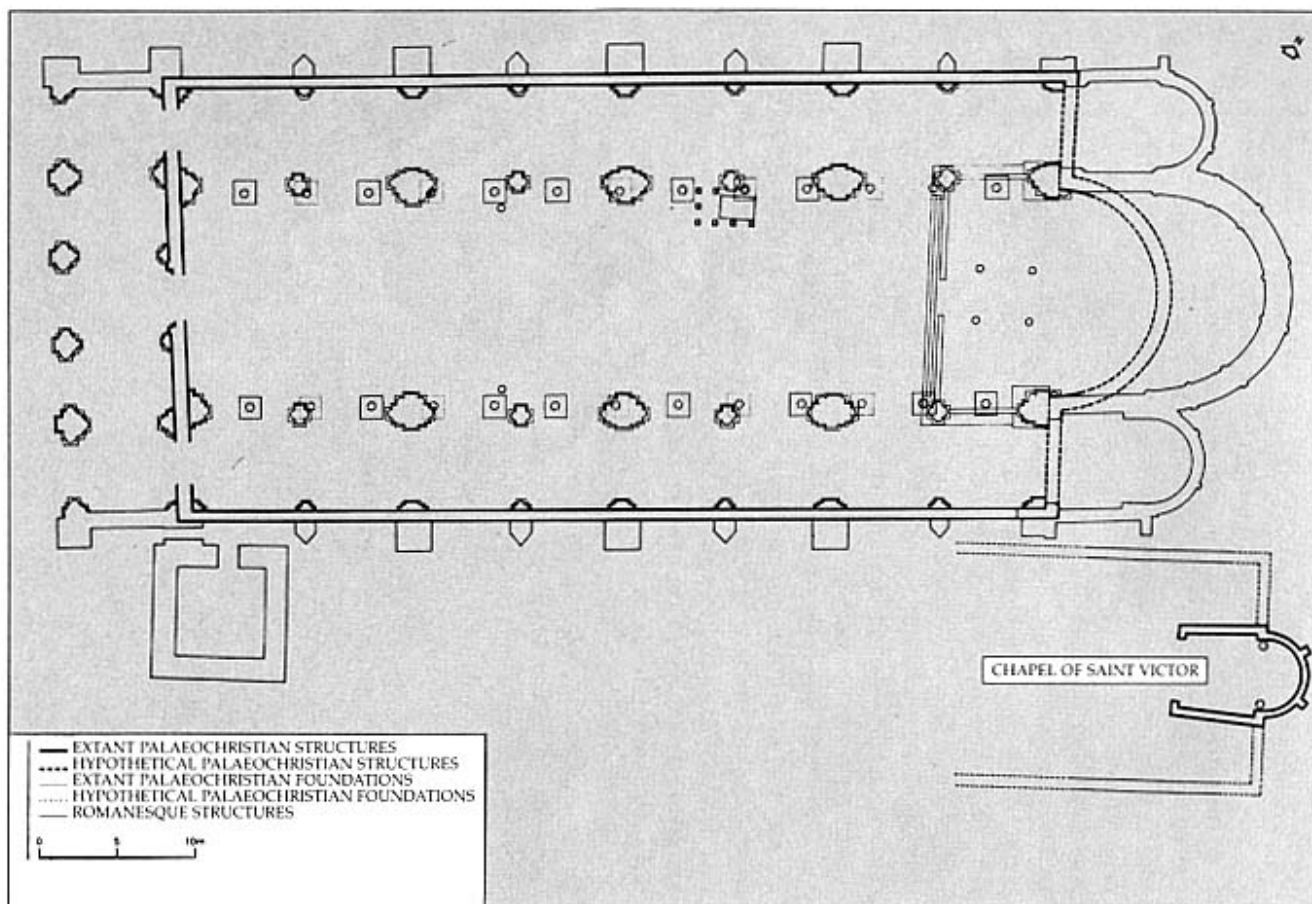 CHAPEL OF SAINT VICTOR
EXTANT PALAEOCHRISTIAN STRUCTURES
HYPOTHETICAL PALAEOCHRISTIAN STRUCTURES
EXTANT PALAEOCHRISTIAN FOUNDATIONS
HYPOTHETICAL PALAEOCHRISTIAN FOUNDATIONS
ROMANESQUE STRUCTURES
0 5 10m